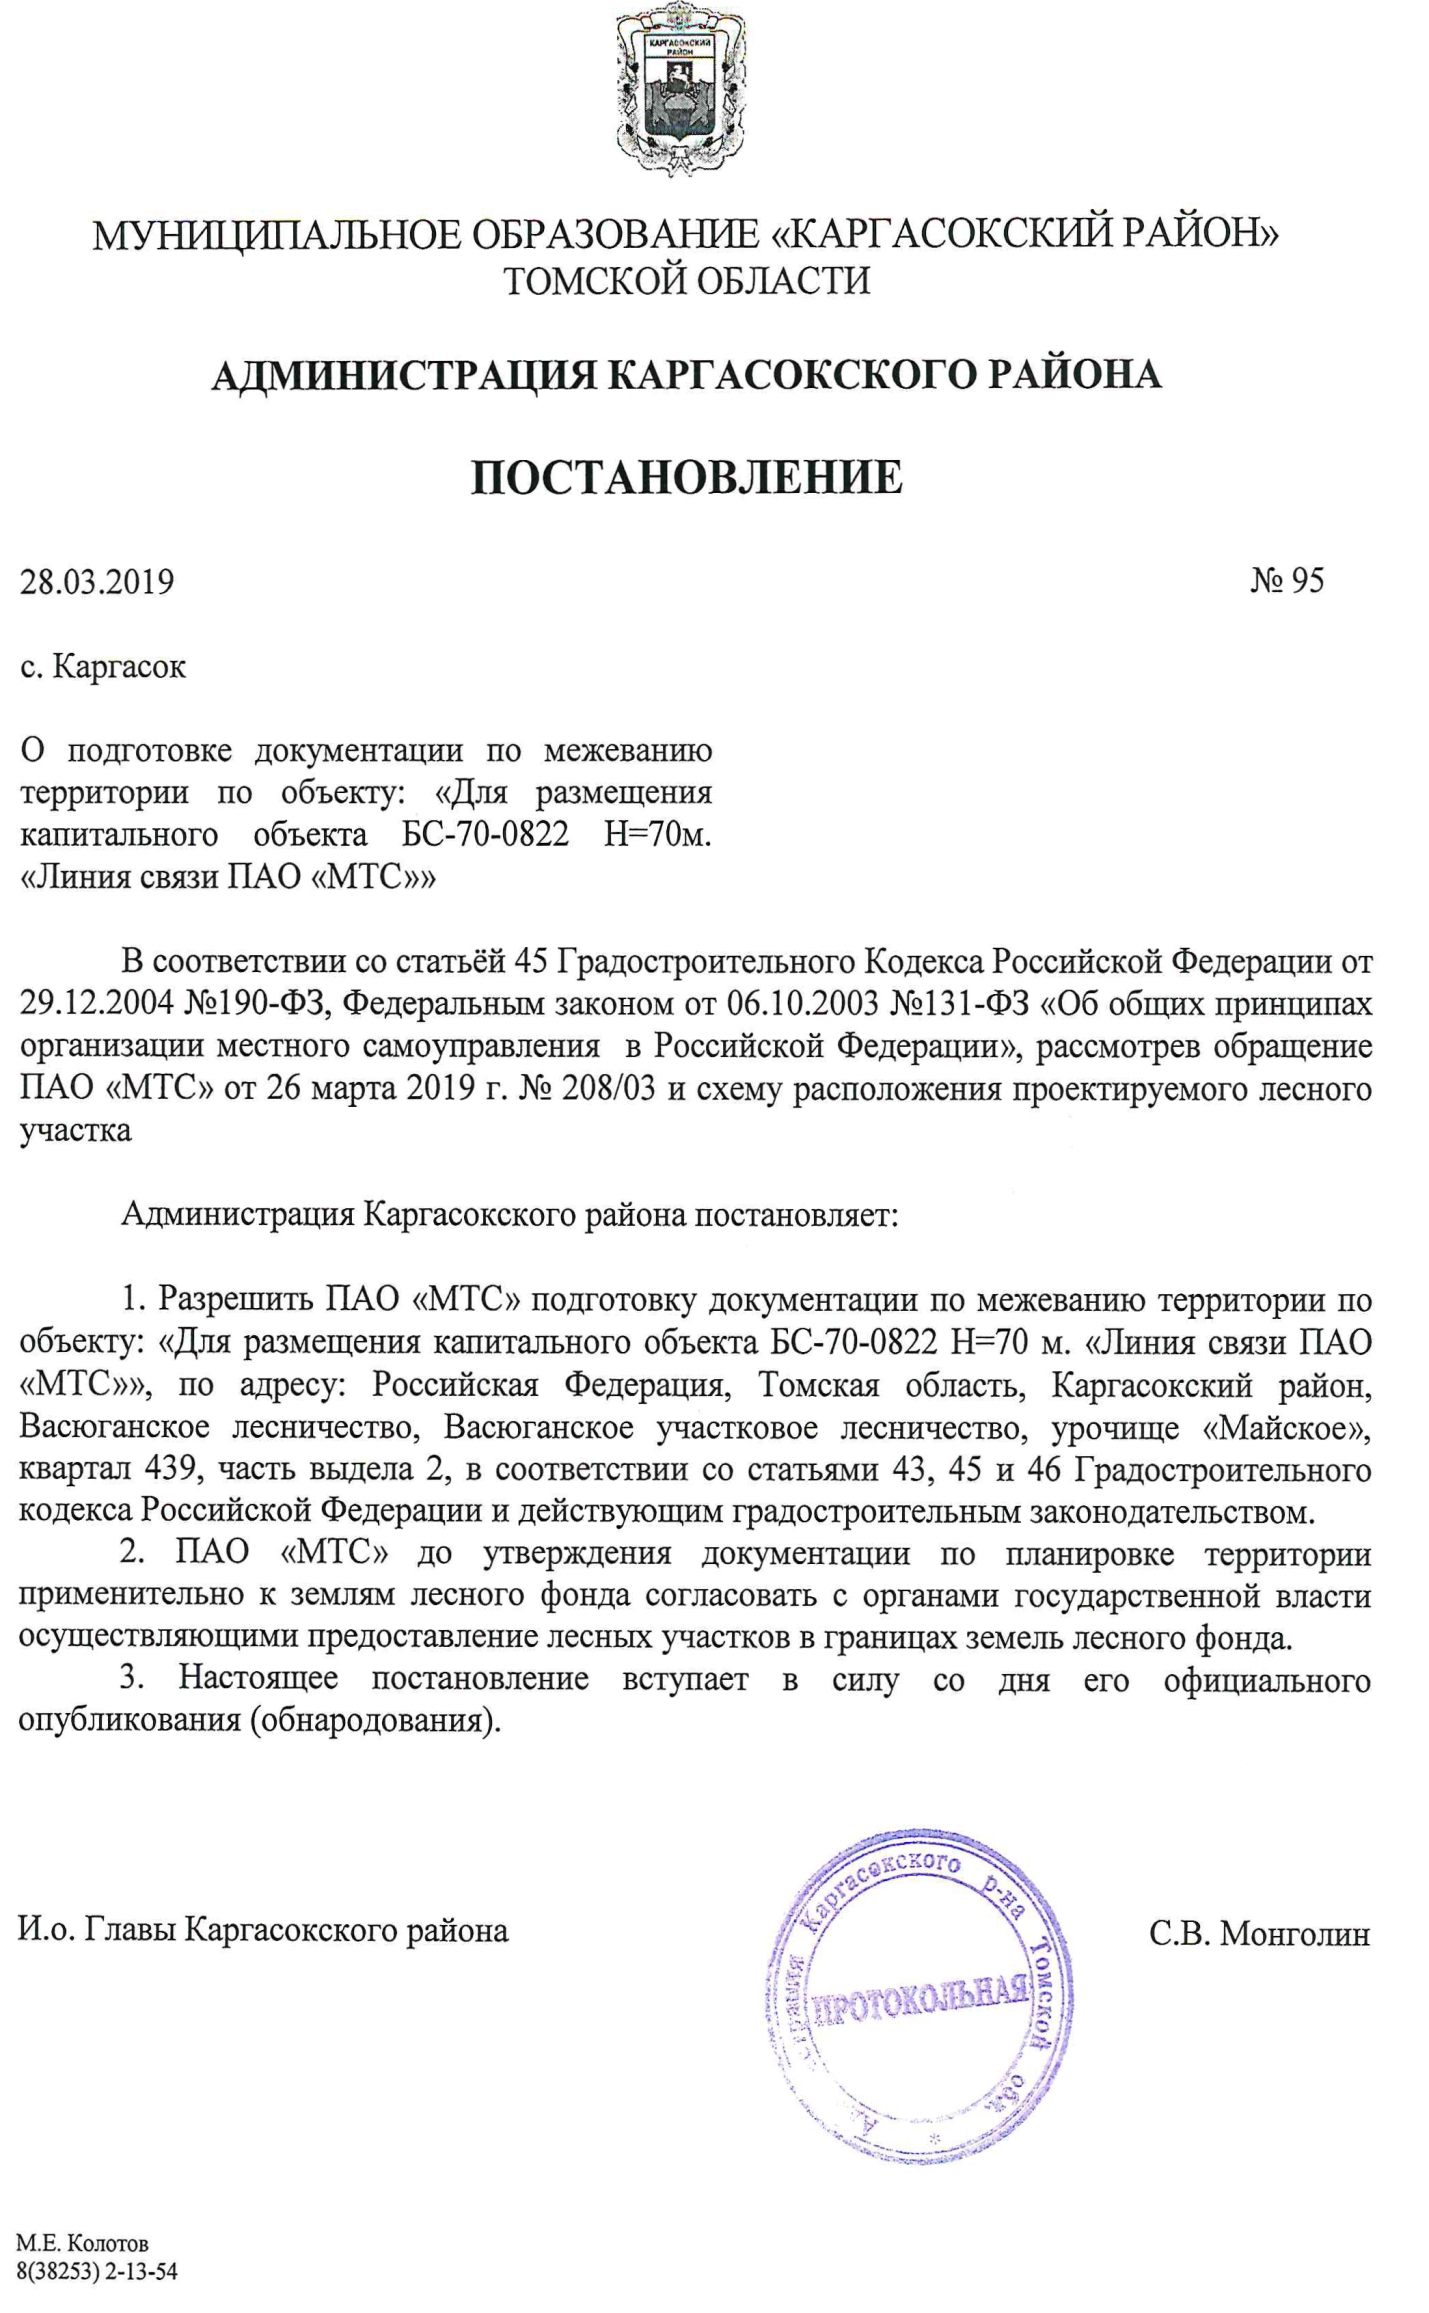 КАРГАСОКСКИЙ
РАЙОН
МУНИЦИПАЛЬНОЕ ОБРАЗОВАНИЕ «КАРГАСОКСКИЙ РАЙОН»
ТОМСКОЙ ОБЛАСТИ
АДМИНИСТРАЦИЯ КАРГАСОКСКОГО РАЙОНА
ПОСТАНОВЛЕНИЕ
28.03.2019 № 95
с. Каргасок
О подготовке документации по межеванию
территории по объекту: «Для размещения
капитального объекта БС-70-0822 Н=70м.
«Линия связи ПАО «МТС»»
В соответствии со статьёй 45 Градостроительного Кодекса Российской Федерации от
29.12.2004 №190-ФЗ, Федеральным законом от 06.10.2003 №131-ФЗ «Об общих принципах
организации местного самоуправления в Российской Федерации», рассмотрев обращение
ПАО «МТС» от 26 марта 2019 г. № 208/03 и схему расположения проектируемого лесного
участка
Администрация Каргасокского района постановляет:
1. Разрешить ПАО «МТС» подготовку документации по межеванию территории по
объекту: «Для размещения капитального объекта БС-70-0822 Н=70 м. «Линия связи ПАО
«МТС»», по адресу: Российская Федерация, Томская область, Каргасокский район,
Васюганское лесничество, Васюганское участковое лесничество, урочище «Майское»,
квартал 439, часть выдела 2, в соответствии со статьями 43, 45 и 46 Градостроительного
кодекса Российской Федерации и действующим градостроительным законодательством.
2. ПАО «МТС» до утверждения документации по планировке территории
применительно к землям лесного фонда согласовать с органами государственной власти
осуществляющими предоставление лесных участков в границах земель лесного фонда.
3. Настоящее постановление вступает в силу со дня его официального
опубликования (обнародования).
И.о. Главы Каргасокского района С.В. Монголин
Каргасокского р-на Томской обл. *
ПРОТОКОЛЬНАЯ
М.Е. Колотов
8(38253) 2-13-54